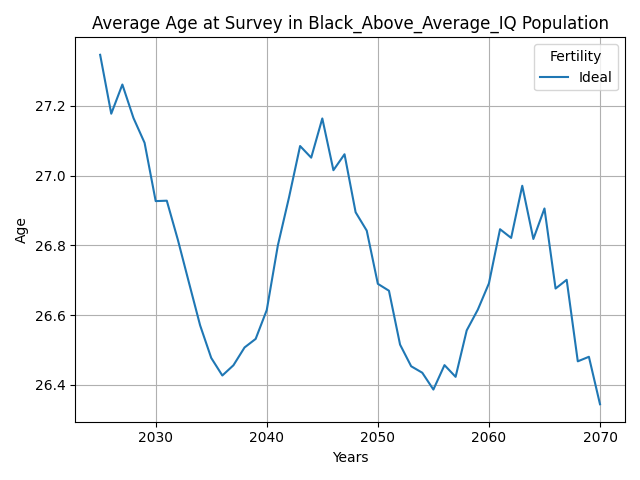 Average Age at Survey in Black_Above_Average_IQ Population
Fertility
Ideal
27.2
27.0
26.8
26.6
26.4
Age
2030 2040 2050 2060 2070
Years